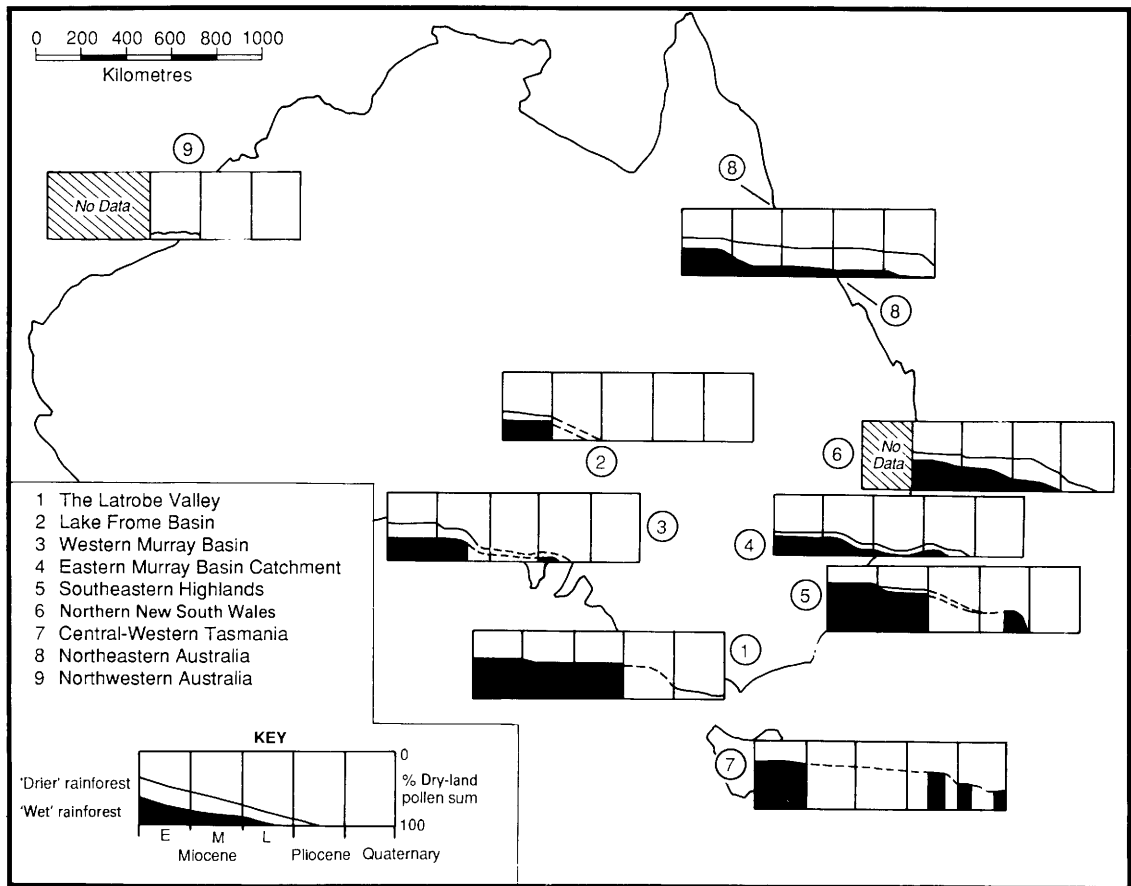 0 200 400 600 800 1000
Kilometres
9
No Data
8
8
2
6
No
Data
3
4
5
1
7
1 The Latrobe Valley
2 Lake Frome Basin
3 Western Murray Basin
4 Eastern Murray Basin Catchment
5 Southeastern Highlands
6 Northern New South Wales
7 Central-Western Tasmania
8 Northeastern Australia
9 Northwestern Australia
KEY
'Drier' rainforest
'Wet' rainforest
0
% Dry-land
pollen sum
100
E M L
Miocene Pliocene Quaternary